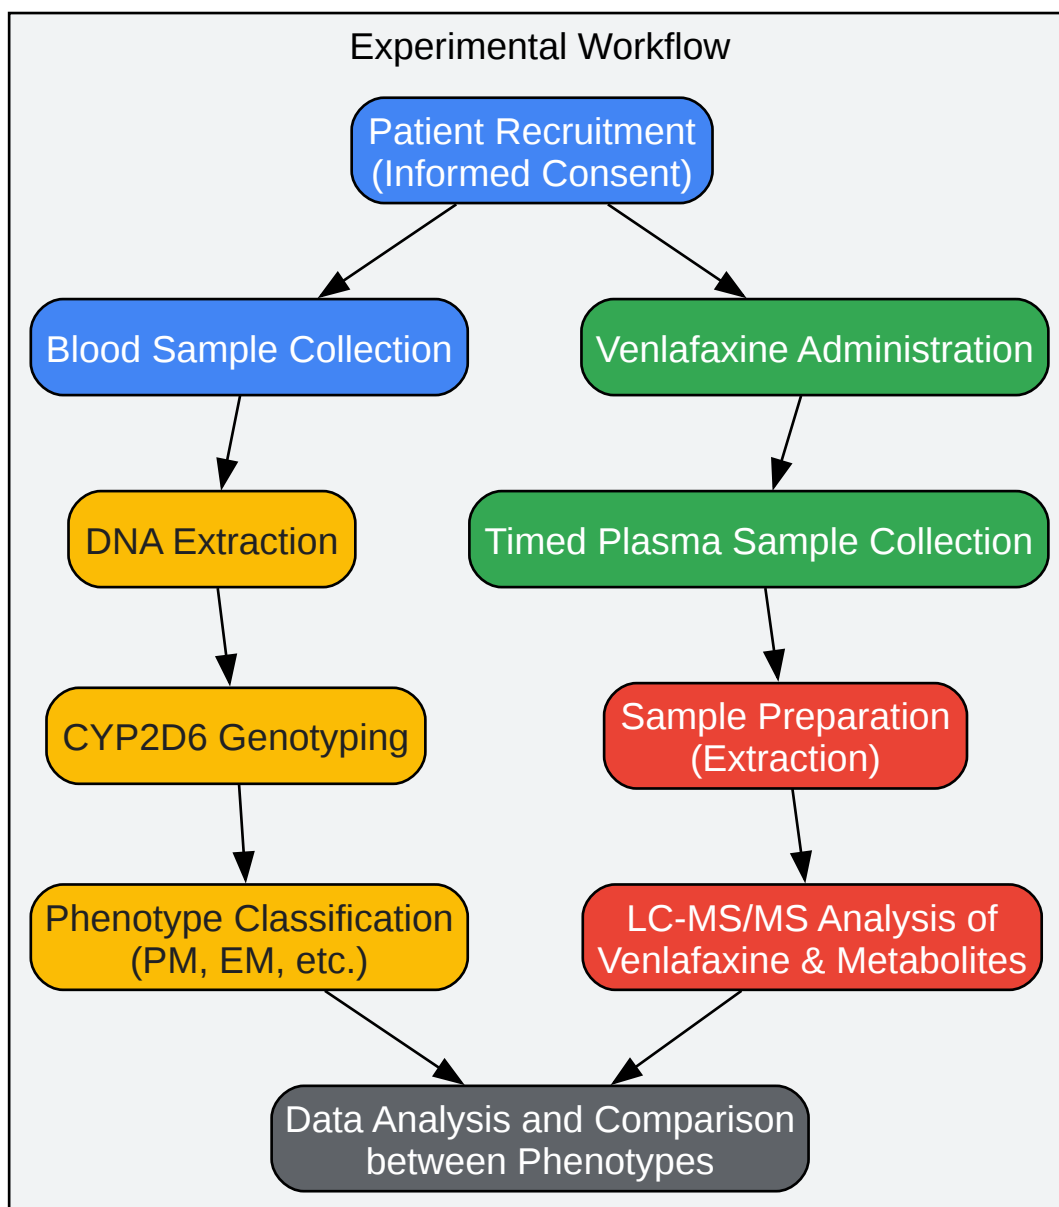 Experimental Workflow
Patient Recruitment
(Informed Consent)
Blood Sample Collection
Venlafaxine Administration
DNA Extraction
Timed Plasma Sample Collection
CYP2D6 Genotyping
Sample Preparation
(Extraction)
Phenotype Classification
(PM, EM, etc.)
LC-MS/MS Analysis of
Venlafaxine & Metabolites
Data Analysis and Comparison
between Phenotypes